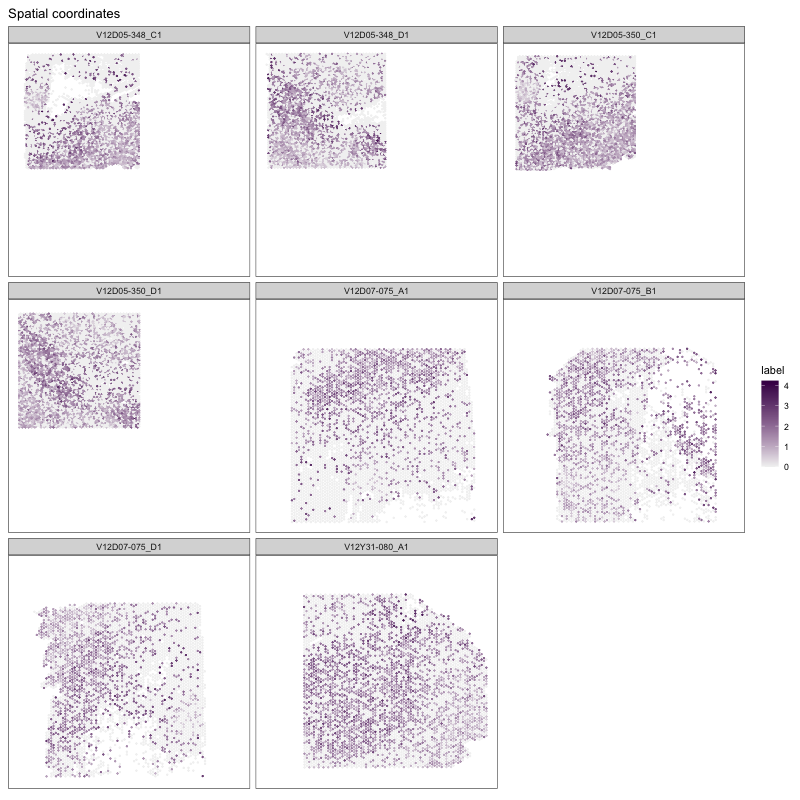 Spatial coordinates
V12D05-348_C1
V12D05-348_D1
V12D05-350_C1
V12D05-350_D1
V12D07-075_A1
V12D07-075_B1
label
4
3
2
1
0
V12D07-075_D1
V12Y31-080_A1